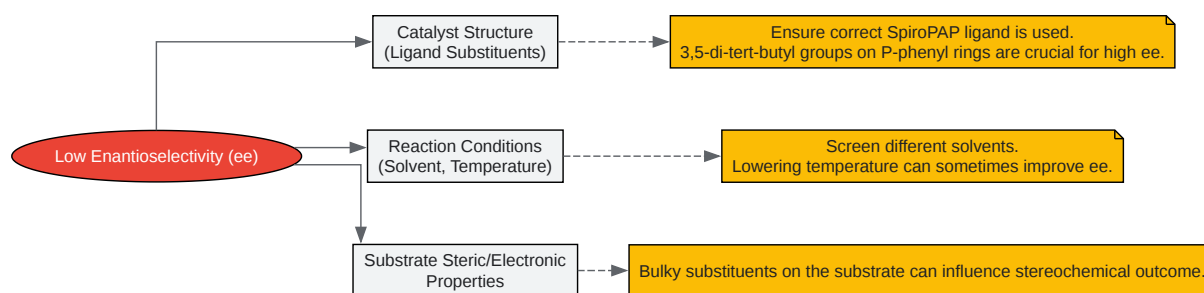 Low Enantioselectivity (ee)
Catalyst Structure
(Ligand Substituents)
Ensure correct SpiroPAP ligand is used.
3,5-di-tert-butyl groups on P-phenyl rings are crucial for high ee.
Reaction Conditions
(Solvent, Temperature)
Screen different solvents.
Lowering temperature can sometimes improve ee.
Substrate Steric/Electronic
Properties
Bulky substituents on the substrate can influence stereochemical outcome.